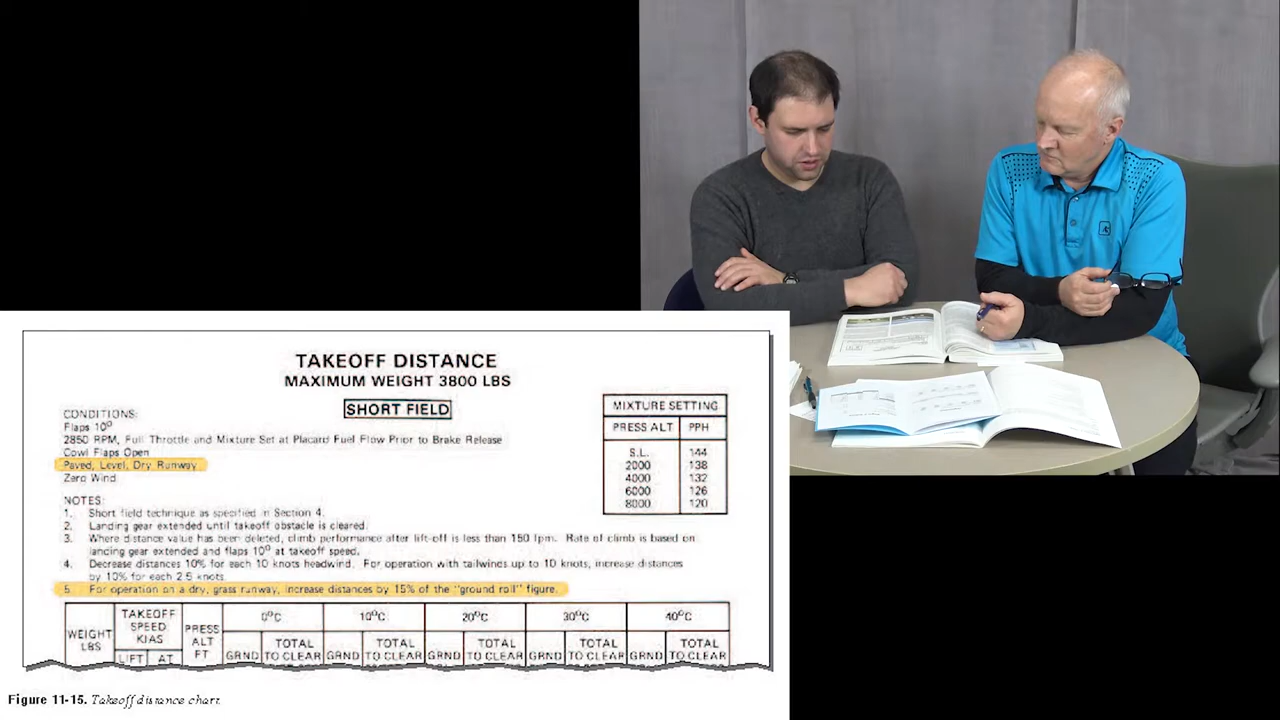 TAKEOFF DISTANCE
MAXIMUM WEIGHT 3800 LBS
SHORT FIELD
CONDITIONS:
Flaps 10°
2850 RPM, Full Throttle and Mixture Set at Placard Fuel Flow Prior to Brake Release
Cowl Flaps Open
Paved, Level, Dry Runway
Zero Wind
MIXTURE SETTING
PRESS ALT PPH
S.L. 144
2000 138
4000 132
6000 126
8000 120
NOTES:
1. Short field technique as specified in Section 4.
2. Landing gear extended until takeoff obstacle is cleared.
3. Where distance value has been deleted, climb performance after lift-off is less than 150 fpm. Rate of climb is based on
landing gear extended and flaps 10° at takeoff speed.
4. Decrease distances 10% for each 10 knots headwind. For operation with tailwinds up to 10 knots, increase distances
by 10% for each 2.5 knots.
5. For operation on a dry, grass runway, increase distances by 15% of the "ground roll" figure.
WEIGHT LBS
TAKEOFF SPEED KIAS
LIFT AT
PRESS ALT FT
0°C 10°C 20°C 30°C 40°C
GRND TOTAL TO CLEAR GRND TOTAL TO CLEAR GRND TOTAL TO CLEAR GRND TOTAL TO CLEAR GRND TOTAL TO CLEAR
Figure 11-15. Takeoff distance chart.